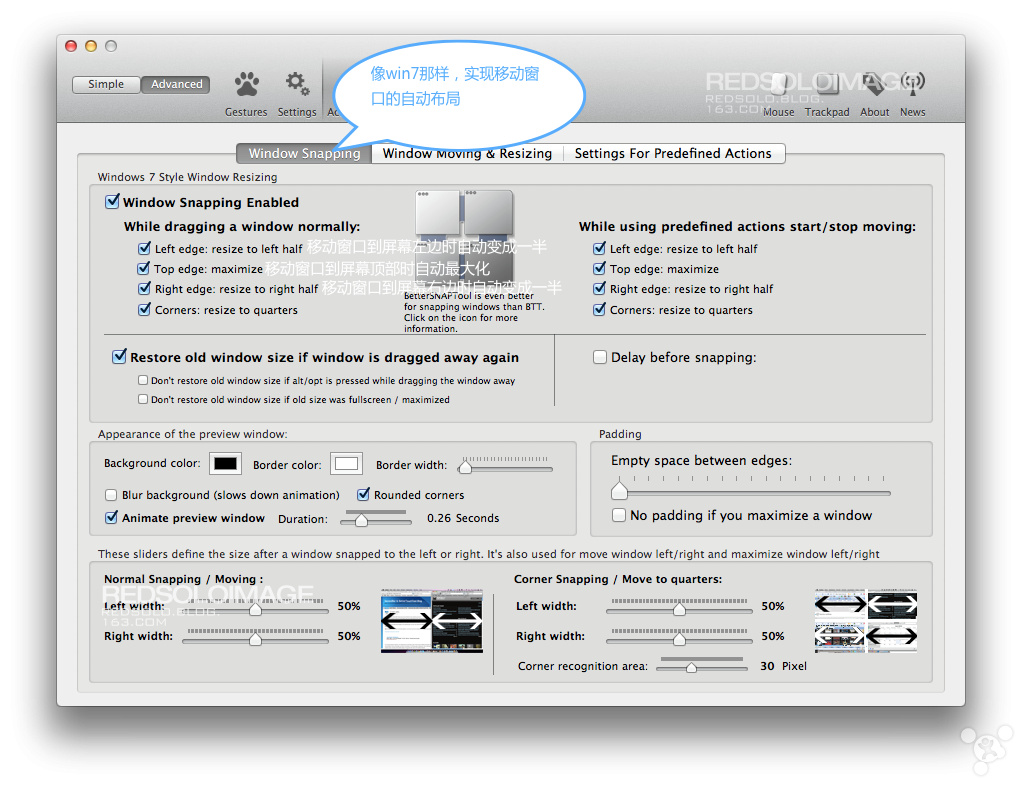 Simple
Advanced
Gestures
Settings
像win7那样，实现移动窗
口的自动布局
REDSOLOIMAGE
REDSOLO.BLOG.
163.COM
Mouse
Trackpad
About
News
Window Snapping
Window Moving & Resizing
Settings For Predefined Actions
Windows 7 Style Window Resizing
Window Snapping Enabled
While dragging a window normally:
Left edge: resize to left half 移动窗口到屏幕左边时自动变成一半
Top edge: maximize 移动窗口到屏幕顶部时自动最大化
Right edge: resize to right half 移动窗口到屏幕右边时自动变成一半
Corners: resize to quarters
BetterSNAPTool is even better
for snapping windows than BTT.
Click on the icon for more
information.
While using predefined actions start/stop moving:
Left edge: resize to left half
Top edge: maximize
Right edge: resize to right half
Corners: resize to quarters
Restore old window size if window is dragged away again
Don't restore old window size if alt/opt is pressed while dragging the window away
Don't restore old window size if old size was fullscreen / maximized
Delay before snapping:
Appearance of the preview window:
Background color:
Border color:
Border width:
Blur background (slows down animation)
Rounded corners
Animate preview window
Duration:
0.26 Seconds
Padding
Empty space between edges:
No padding if you maximize a window
These sliders define the size after a window snapped to the left or right. It's also used for move window left/right and maximize window left/right
Normal Snapping / Moving :
REDSOLOIMAGE
Left width:
50%
REDSOLO.BLOG.
163.COM
Right width:
50%
Corner Snapping / Move to quarters:
Left width:
50%
Right width:
50%
Corner recognition area:
30 Pixel